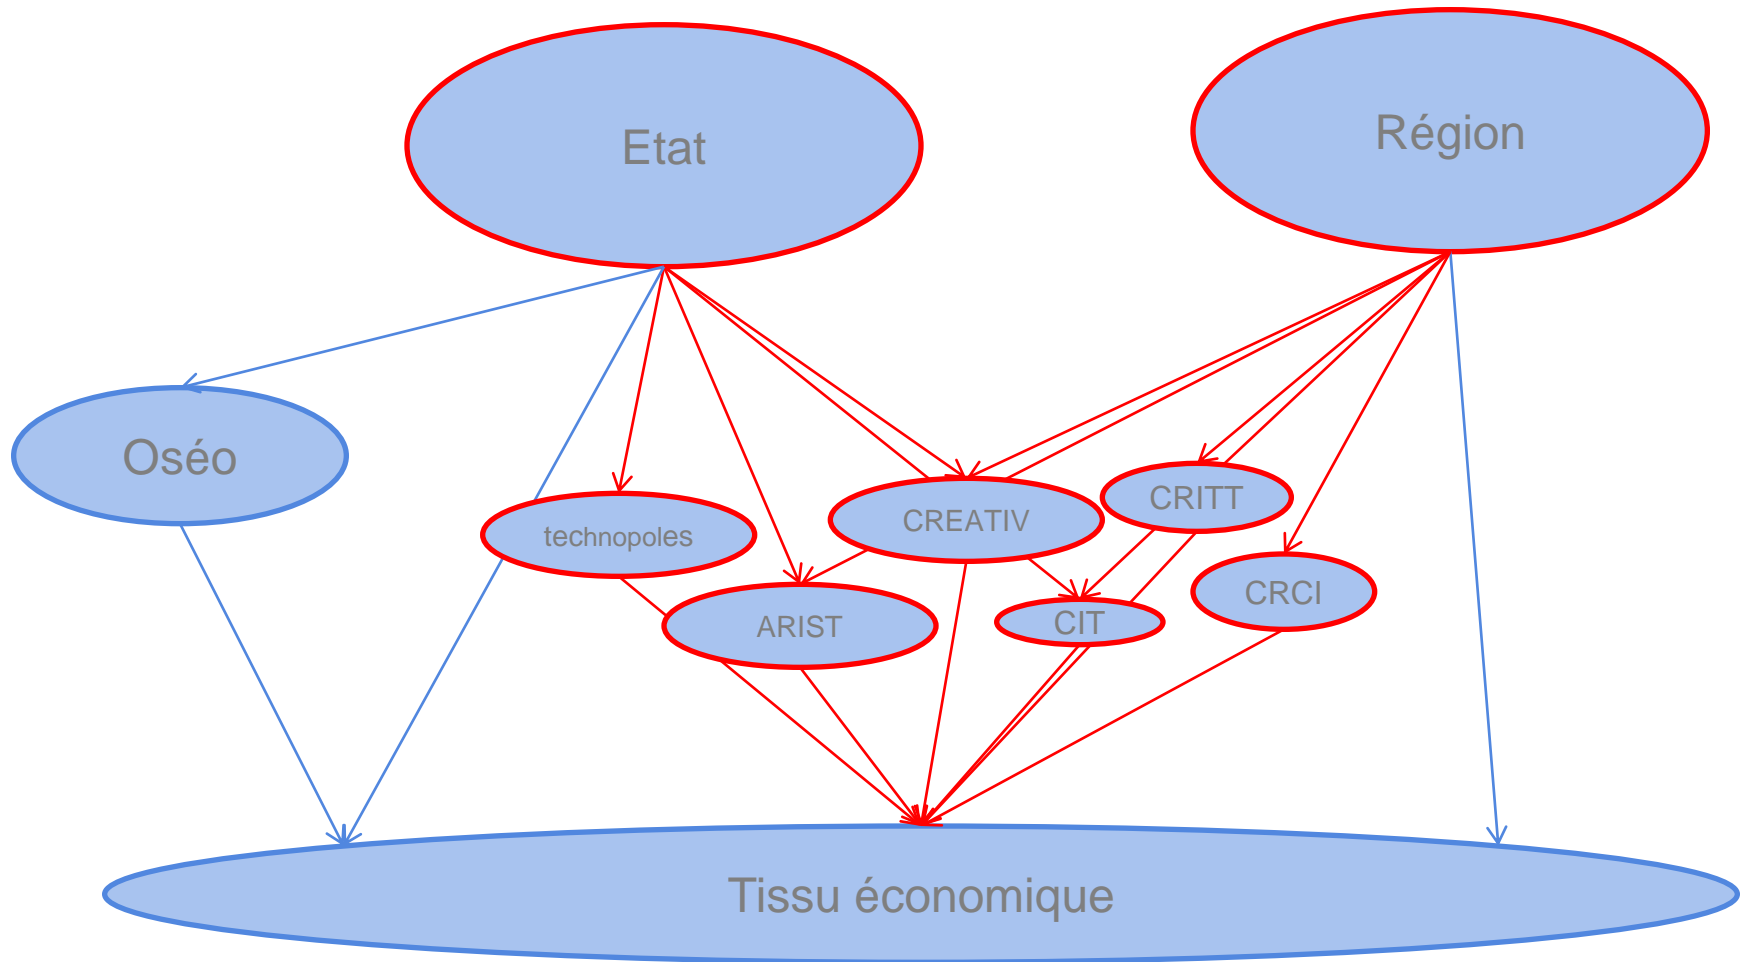 Etat
Région
Oséo
technopoles
CREATIV
CRITT
ARIST
CIT
CRCI
Tissu économique